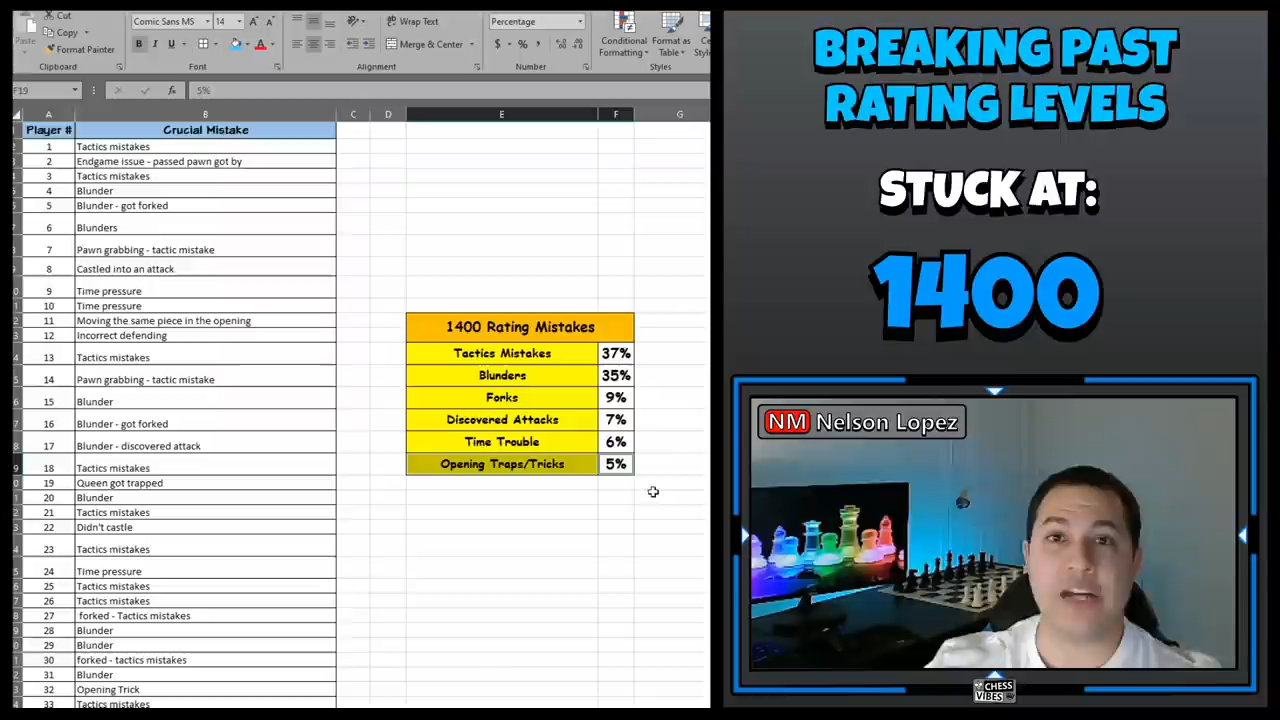 Cut
Copy
Paste
Format Painter
Clipboard
Comic Sans MS
14
A
A
B
I
U
A
Font
Wrap Text
Merge & Center
Alignment
Percentage
$
%
Number
Conditional
Formatting
Format as
Table
Styles
F19
fx
5%
A
B
C
D
E
F
G
Player #
Crucial Mistake
1 Tactics mistakes
2 Endgame issue - passed pawn got by
3 Tactics mistakes
4 Blunder
5 Blunder - got forked
6 Blunders
7 Pawn grabbing - tactic mistake
8 Castled into an attack
9 Time pressure
10 Time pressure
11 Moving the same piece in the opening
12 Incorrect defending
13 Tactics mistakes
14 Pawn grabbing - tactic mistake
15 Blunder
16 Blunder - got forked
17 Blunder - discovered attack
18 Tactics mistakes
19 Queen got trapped
20 Blunder
21 Tactics mistakes
22 Didn't castle
23 Tactics mistakes
24 Time pressure
25 Tactics mistakes
26 Tactics mistakes
27 forked - Tactics mistakes
28 Blunder
29 Blunder
30 forked - tactics mistakes
31 Blunder
32 Opening Trick
33 Tactics mistakes
1400 Rating Mistakes
Tactics Mistakes 37%
Blunders 35%
Forks 9%
Discovered Attacks 7%
Time Trouble 6%
Opening Traps/Tricks 5%
BREAKING PAST
RATING LEVELS
STUCK AT:
1400
NM Nelson Lopez
CHESS
VIBES